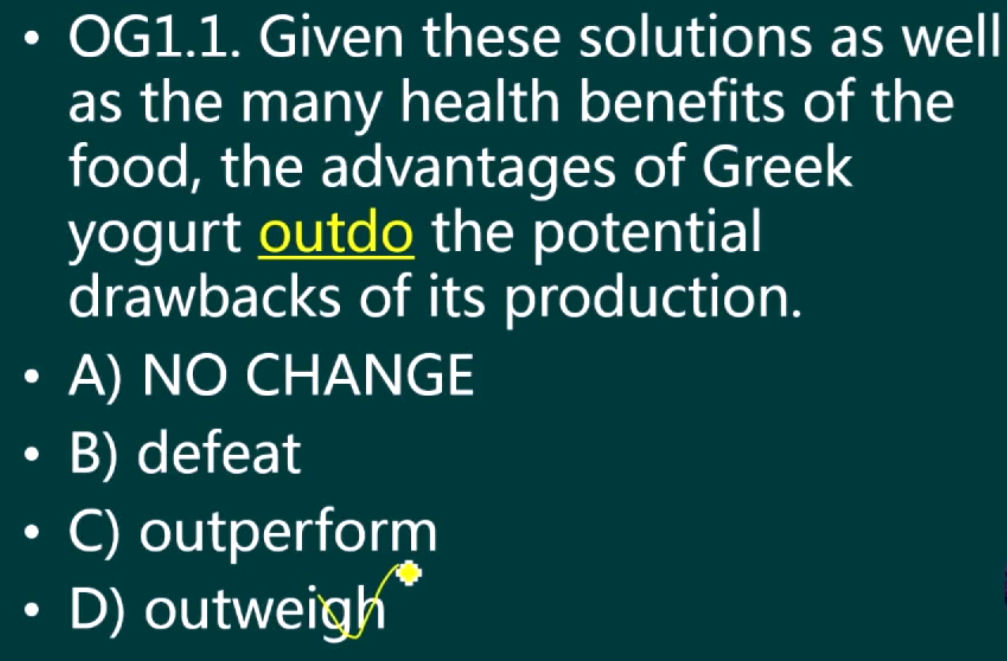 • OG1.1. Given these solutions as well
as the many health benefits of the
food, the advantages of Greek
yogurt outdo the potential
drawbacks of its production.
• A) NO CHANGE
• B) defeat
• C) outperform
• D) outweigh